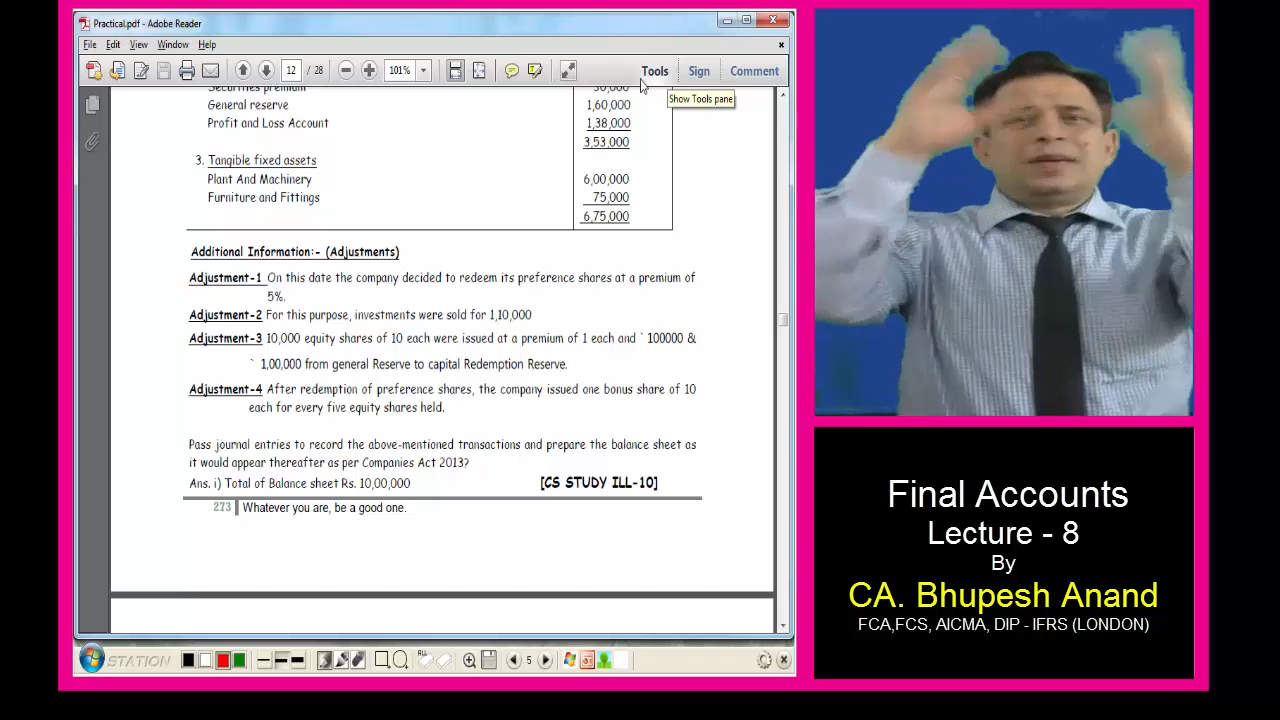 Practical.pdf - Adobe Reader
File Edit View Window Help
12 / 28 101% Tools Sign Comment
Show Tools pane
Securities premium
General reserve 1,60,000
Profit and Loss Account 1,38,000
3,53,000
3. Tangible fixed assets
Plant And Machinery 6,00,000
Furniture and Fittings 75,000
6,75,000
Additional Information:- (Adjustments)
Adjustment-1 On this date the company decided to redeem its preference shares at a premium of
5%.
Adjustment-2 For this purpose, investments were sold for 1,10,000
Adjustment-3 10,000 equity shares of 10 each were issued at a premium of 1 each and ` 100000 &
` 1,00,000 from general Reserve to capital Redemption Reserve.
Adjustment-4 After redemption of preference shares, the company issued one bonus share of 10
each for every five equity shares held.
Pass journal entries to record the above-mentioned transactions and prepare the balance sheet as
it would appear thereafter as per Companies Act 2013?
Ans. i) Total of Balance sheet Rs. 10,00,000 [CS STUDY ILL-10]
273 Whatever you are, be a good one.
STATION 5
Final Accounts
Lecture - 8
By
CA. Bhupesh Anand
FCA,FCS, AICMA, DIP - IFRS (LONDON)